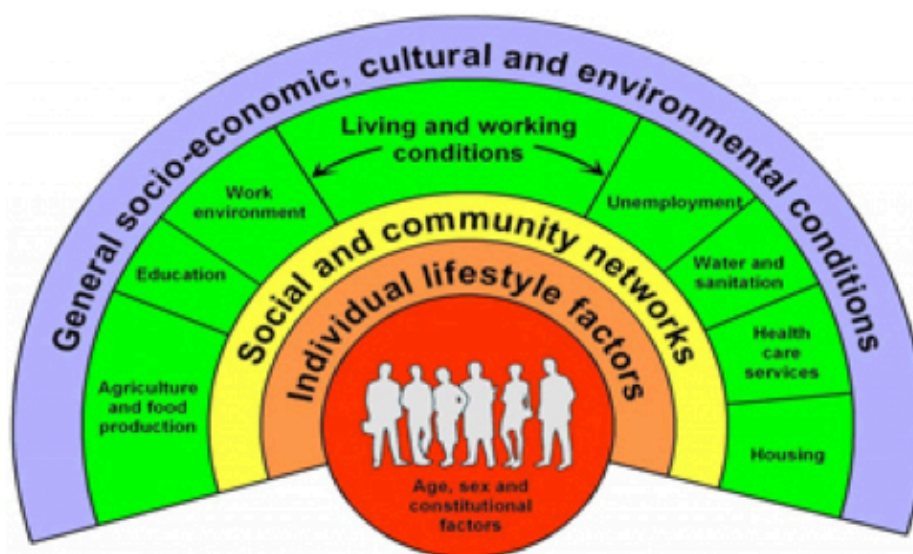 General socio-economic, cultural and environmental conditions
Living and working
conditions
Work
environment
Education
Agriculture
and food
production
Unemployment
Water and
sanitation
Health
care
services
Housing
Social and community networks
Individual lifestyle factors
Age, sex and
constitutional
factors